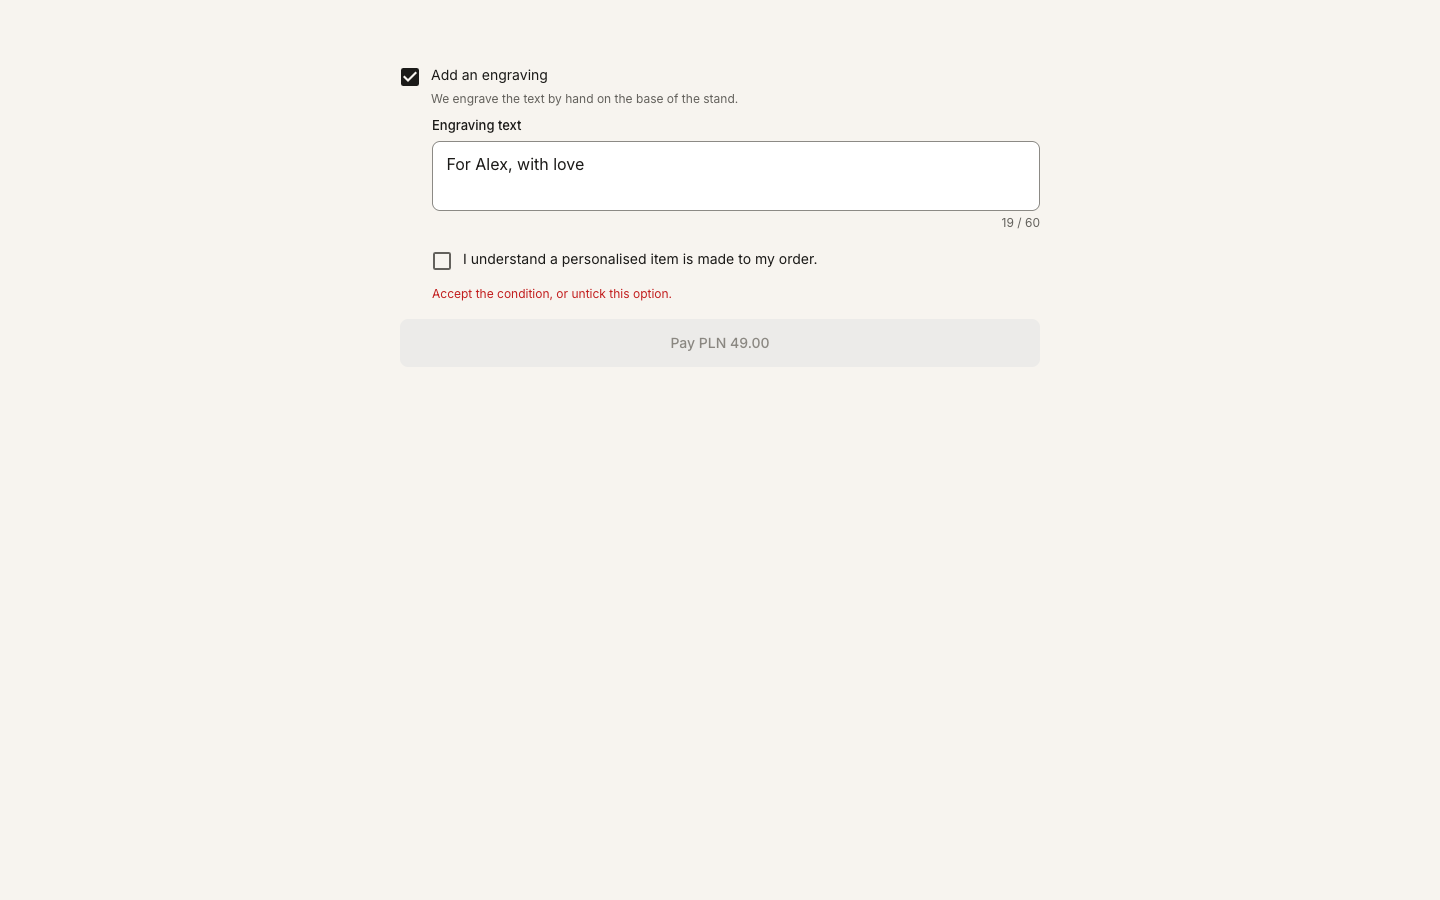 Add an engraving
We engrave the text by hand on the base of the stand.
Engraving text
For Alex, with love
19 / 60
I understand a personalised item is made to my order.
Accept the condition, or untick this option.
Pay PLN 49.00